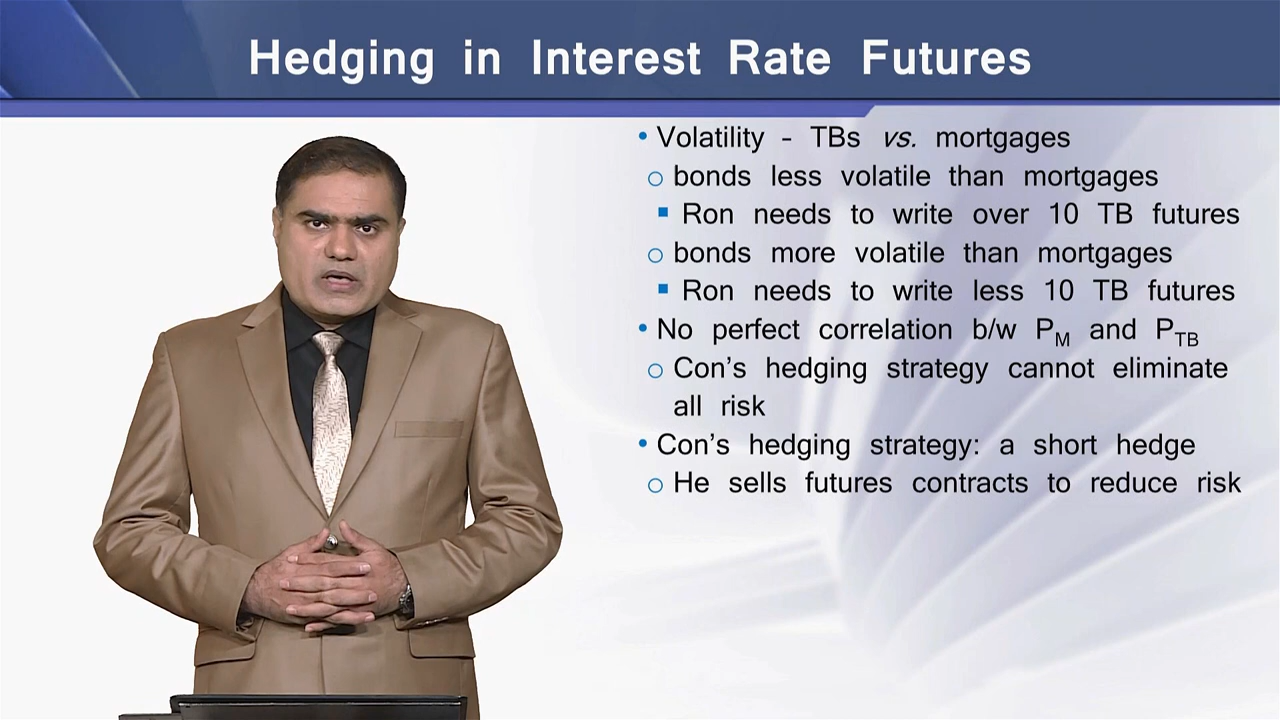 Hedging in Interest Rate Futures
• Volatility - TBs vs. mortgages
o bonds less volatile than mortgages
▪ Ron needs to write over 10 TB futures
o bonds more volatile than mortgages
▪ Ron needs to write less 10 TB futures
• No perfect correlation b/w PM and PTB
o Con's hedging strategy cannot eliminate
all risk
• Con's hedging strategy: a short hedge
o He sells futures contracts to reduce risk